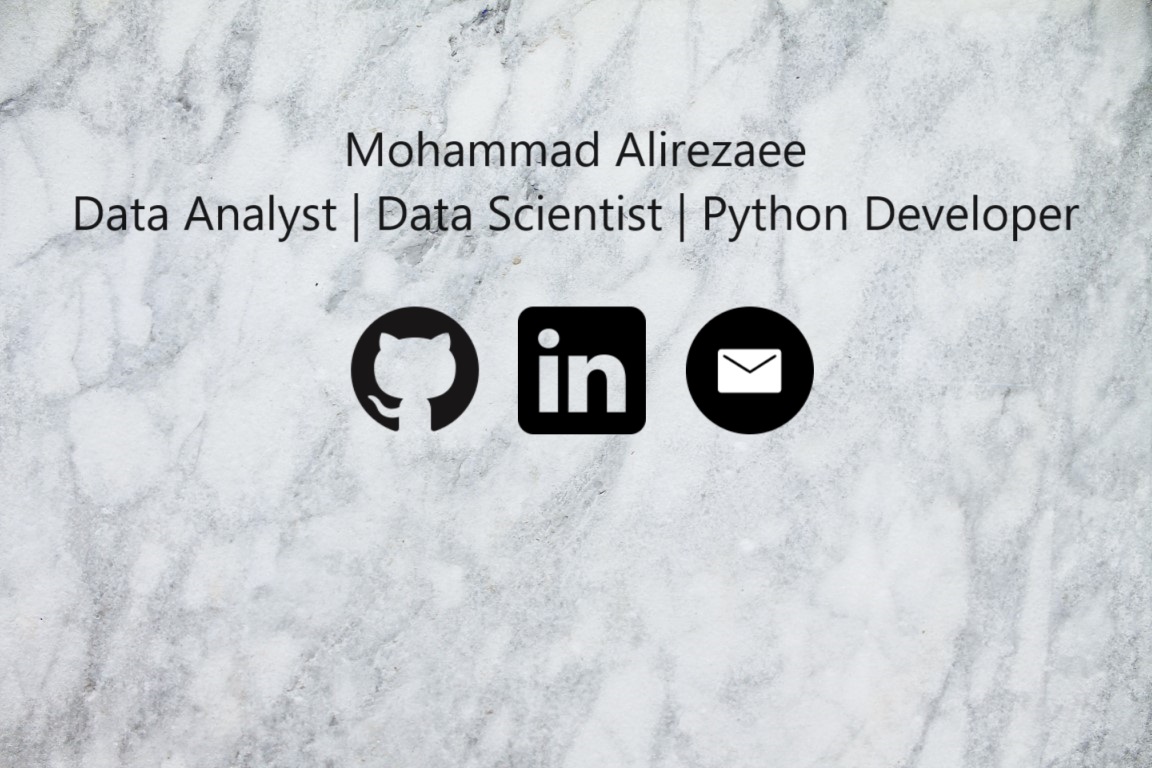 Mohammad Alirezaee
Data Analyst | Data Scientist | Python Developer
in